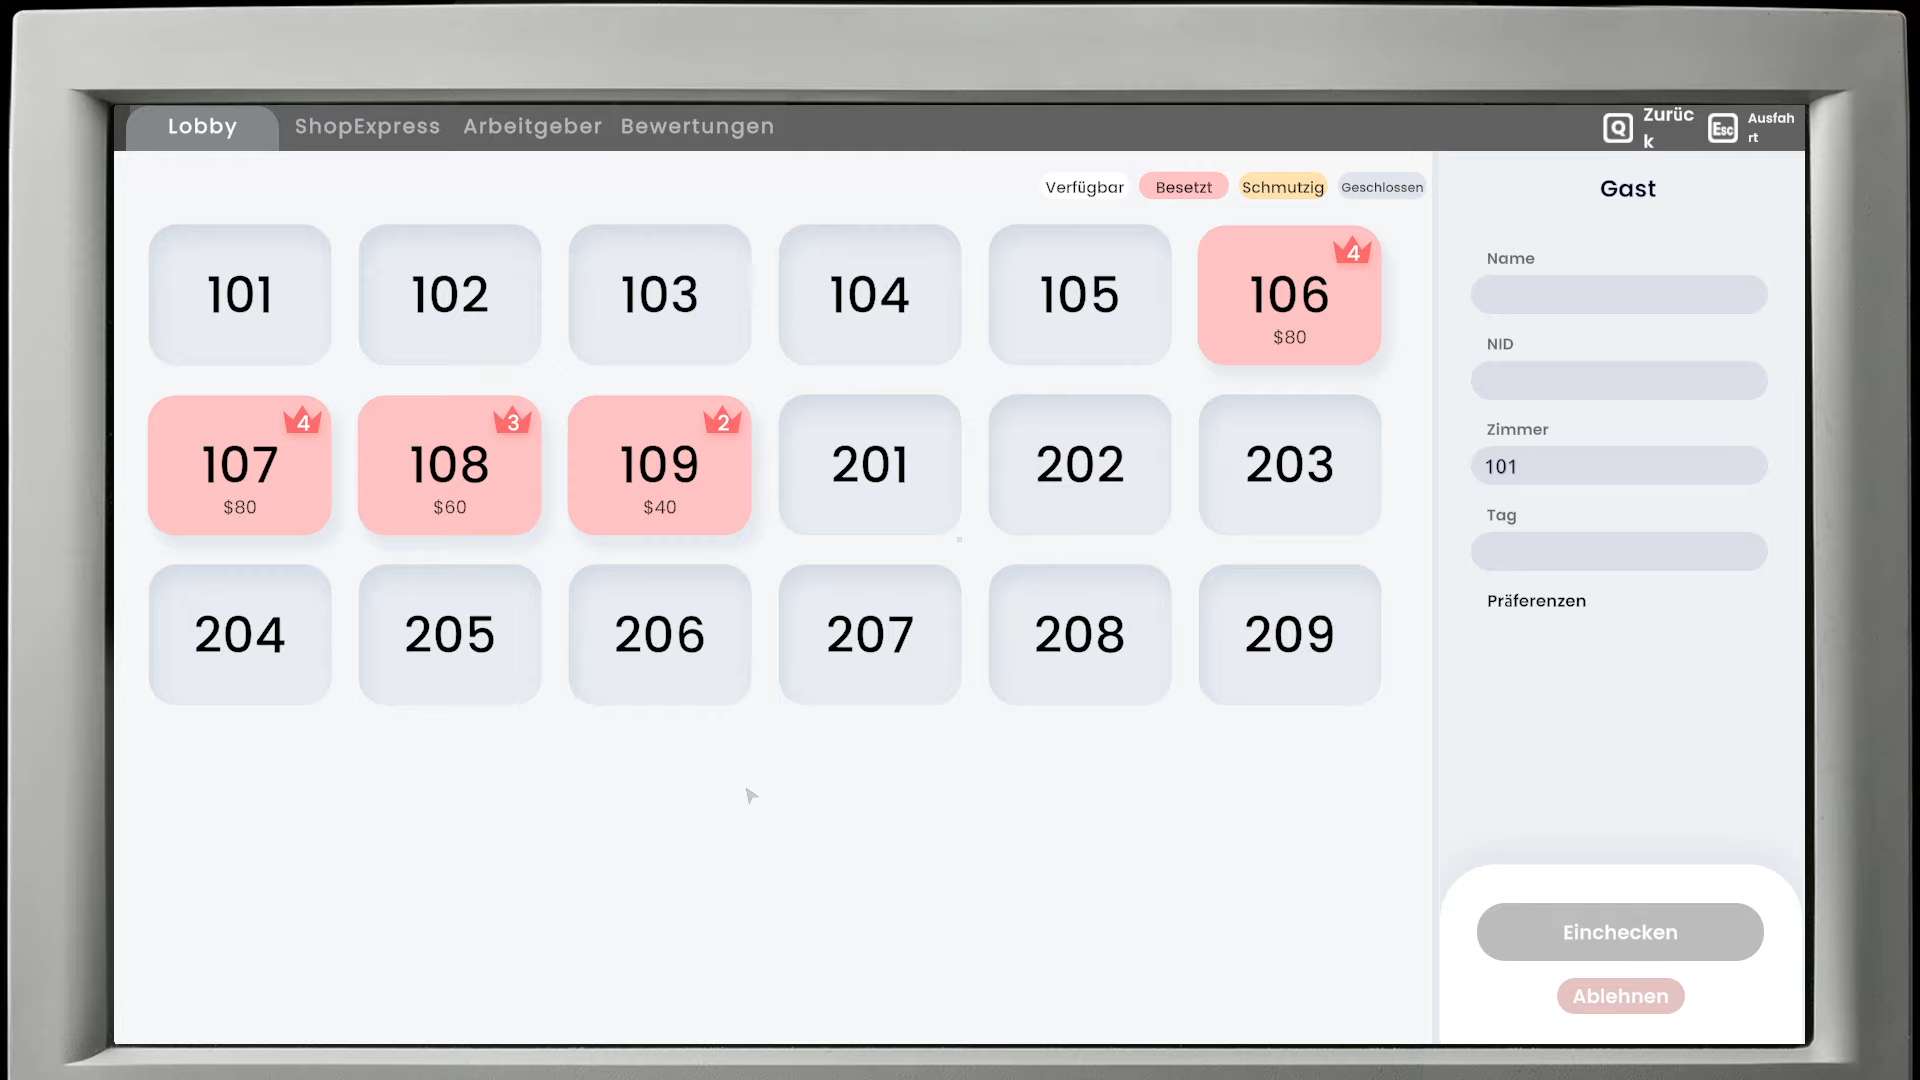 Lobby ShopExpress Arbeitgeber Bewertungen Q Zurüc
k Esc Ausfah
rt
Verfügbar Besetzt Schmutzig Geschlossen
101 102 103 104 105 4
106
$80
4 3 2
107 108 109 201 202 203
$80 $60 $40
204 205 206 207 208 209
Gast
Name
NID
Zimmer
101
Tag
Präferenzen
Einchecken
Ablehnen